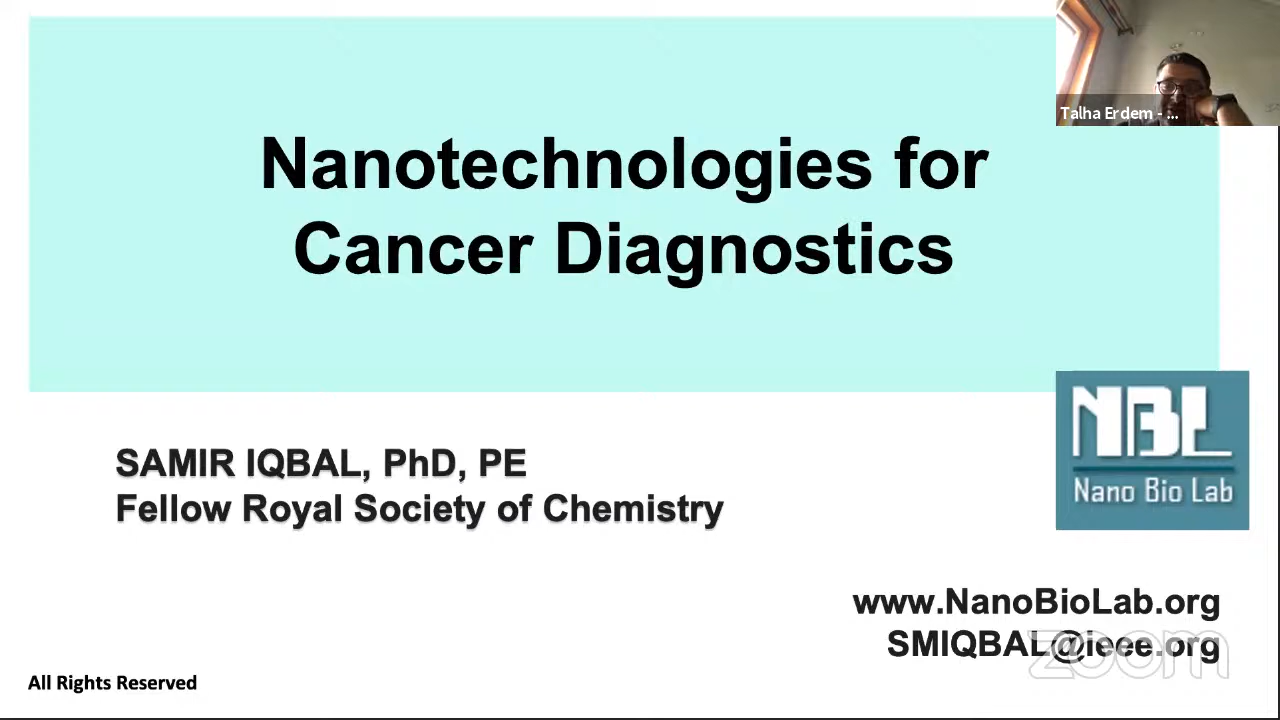 Talha Erdem - ...
Nanotechnologies for
Cancer Diagnostics
NBL
Nano Bio Lab
SAMIR IQBAL, PhD, PE
Fellow Royal Society of Chemistry
www.NanoBioLab.org
SMIQBAL@ieee.org
zoom
All Rights Reserved